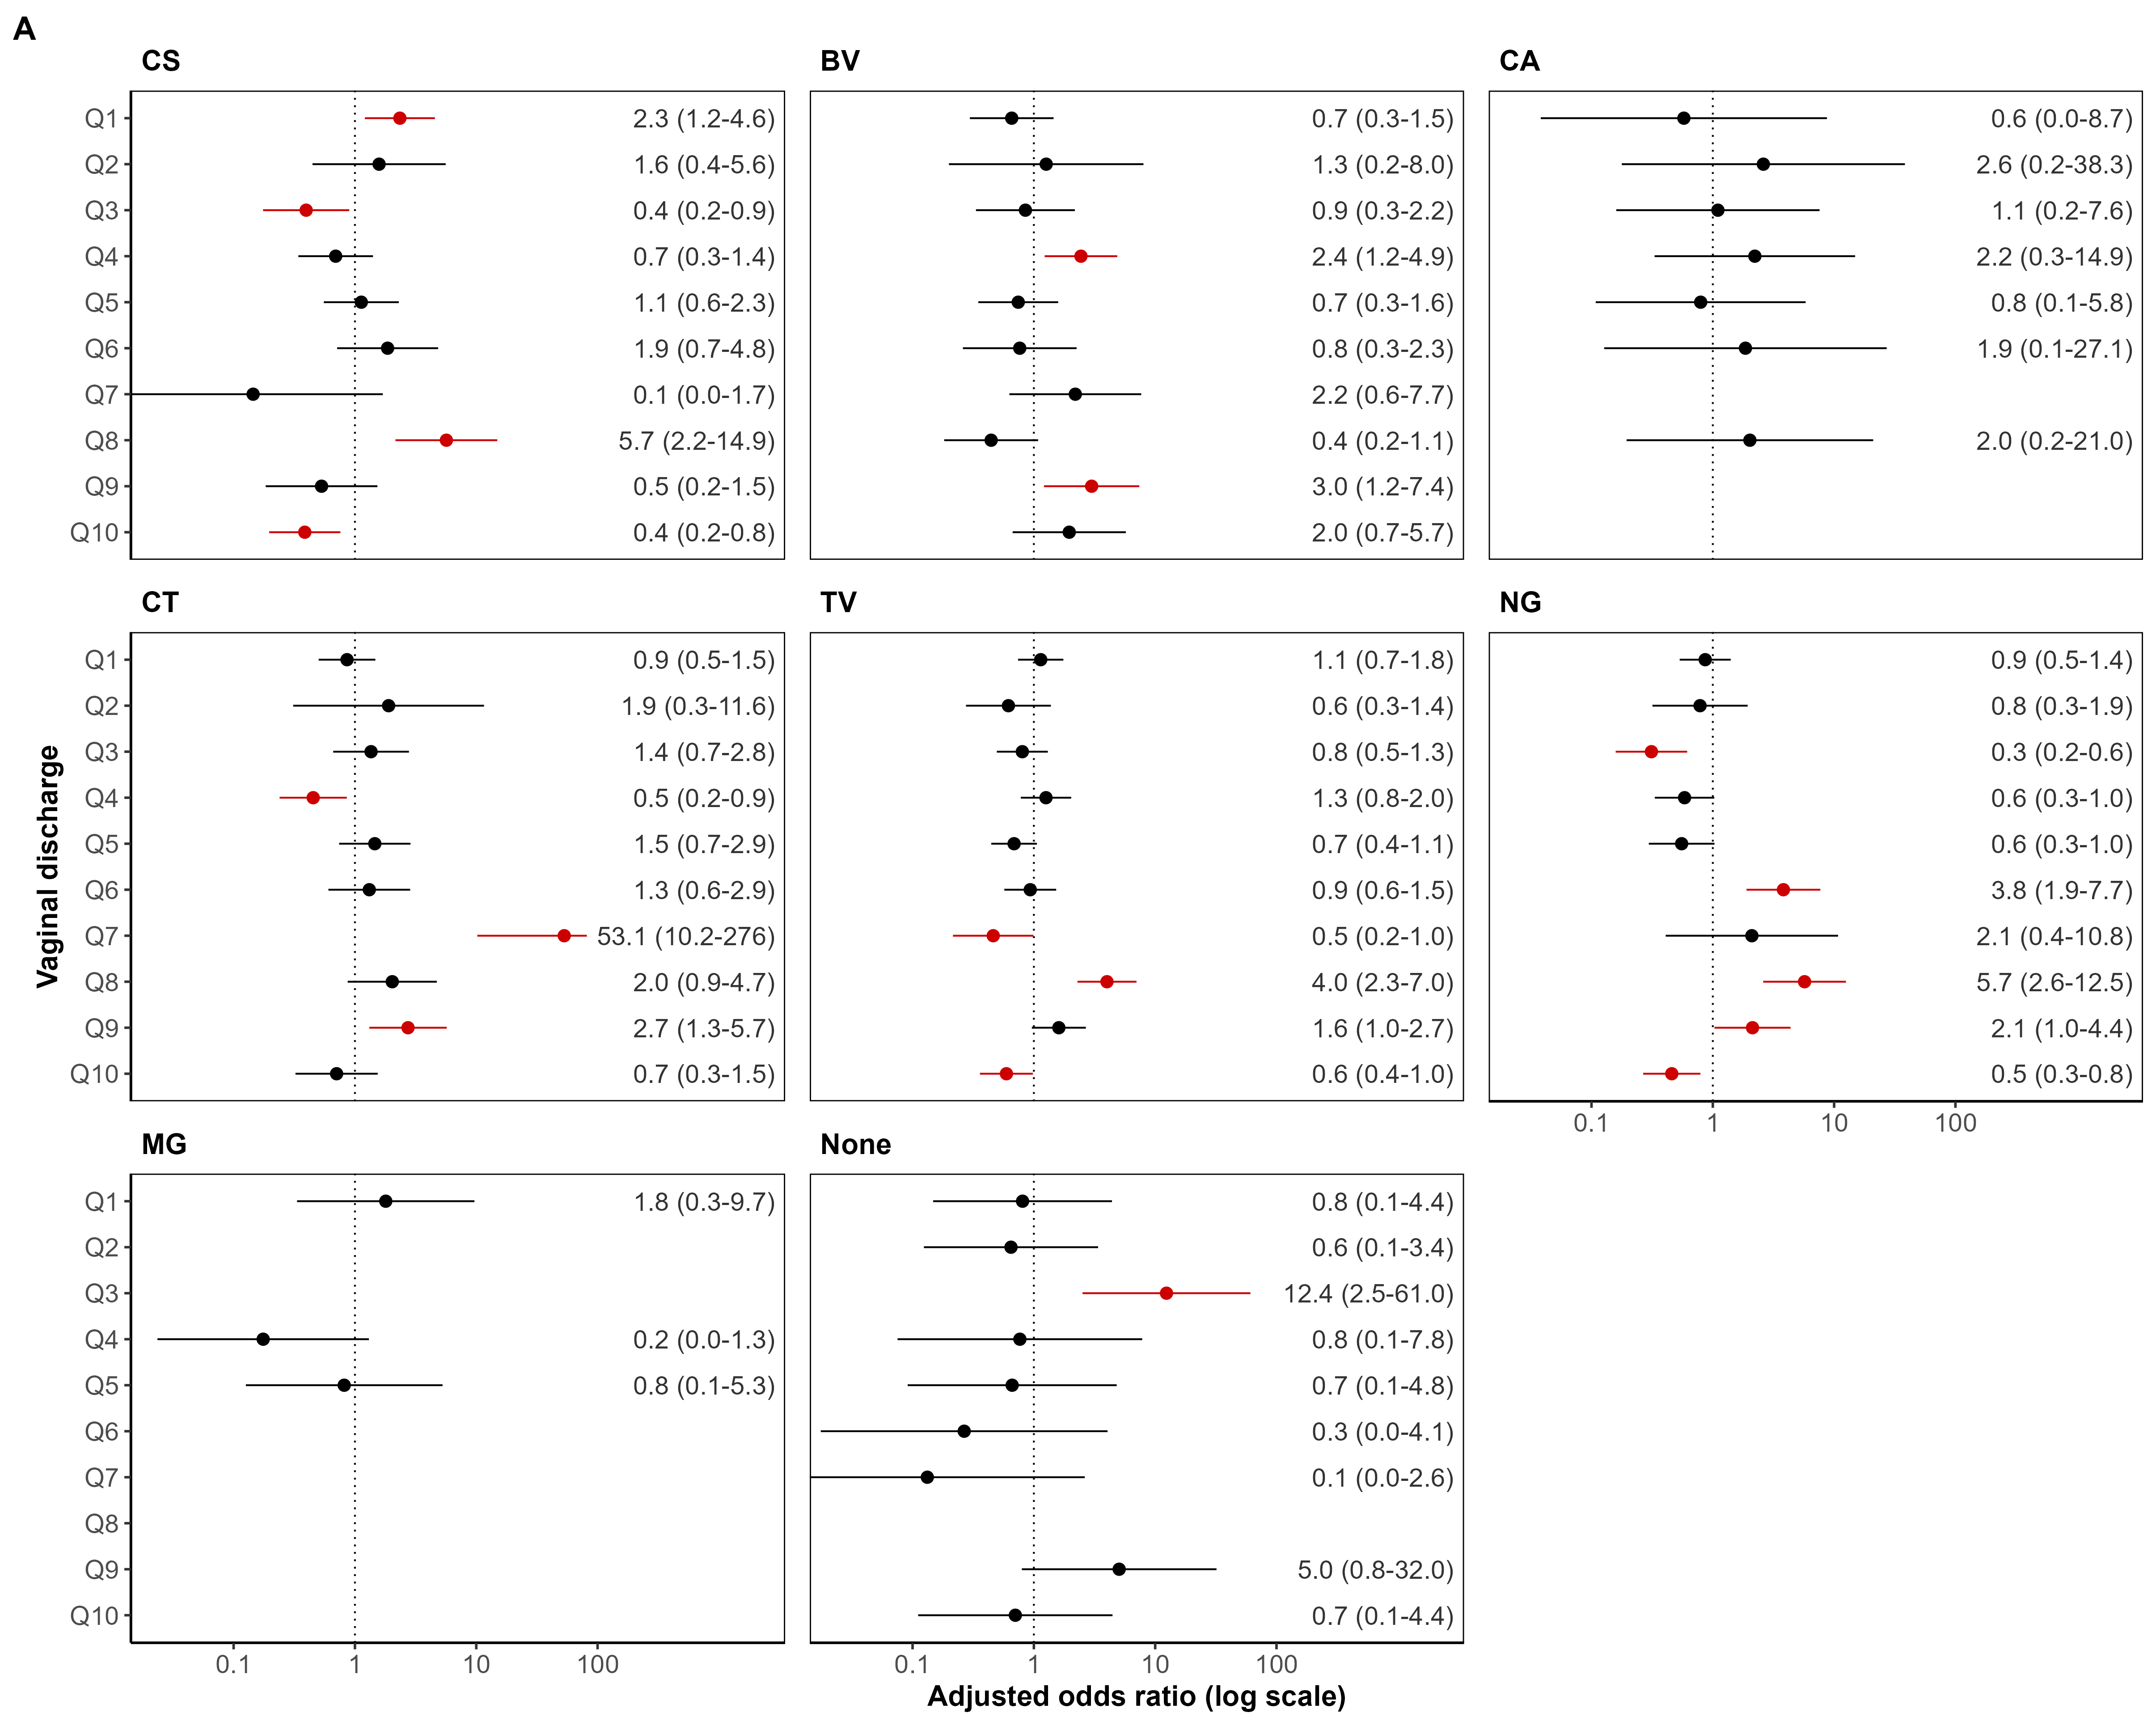 A
CS
BV
CA
Q1 2.3 (1.2-4.6) 0.7 (0.3-1.5) 0.6 (0.0-8.7)
Q2 1.6 (0.4-5.6) 1.3 (0.2-8.0) 2.6 (0.2-38.3)
Q3 0.4 (0.2-0.9) 0.9 (0.3-2.2) 1.1 (0.2-7.6)
Q4 0.7 (0.3-1.4) 2.4 (1.2-4.9) 2.2 (0.3-14.9)
Q5 1.1 (0.6-2.3) 0.7 (0.3-1.6) 0.8 (0.1-5.8)
Q6 1.9 (0.7-4.8) 0.8 (0.3-2.3) 1.9 (0.1-27.1)
Q7 0.1 (0.0-1.7) 2.2 (0.6-7.7)
Q8 5.7 (2.2-14.9) 0.4 (0.2-1.1) 2.0 (0.2-21.0)
Q9 0.5 (0.2-1.5) 3.0 (1.2-7.4)
Q10 0.4 (0.2-0.8) 2.0 (0.7-5.7)
CT
TV
NG
Q1 0.9 (0.5-1.5) 1.1 (0.7-1.8) 0.9 (0.5-1.4)
Q2 1.9 (0.3-11.6) 0.6 (0.3-1.4) 0.8 (0.3-1.9)
Q3 1.4 (0.7-2.8) 0.8 (0.5-1.3) 0.3 (0.2-0.6)
Q4 0.5 (0.2-0.9) 1.3 (0.8-2.0) 0.6 (0.3-1.0)
Q5 1.5 (0.7-2.9) 0.7 (0.4-1.1) 0.6 (0.3-1.0)
Q6 1.3 (0.6-2.9) 0.9 (0.6-1.5) 3.8 (1.9-7.7)
Q7 53.1 (10.2-276) 0.5 (0.2-1.0) 2.1 (0.4-10.8)
Q8 2.0 (0.9-4.7) 4.0 (2.3-7.0) 5.7 (2.6-12.5)
Q9 2.7 (1.3-5.7) 1.6 (1.0-2.7) 2.1 (1.0-4.4)
Q10 0.7 (0.3-1.5) 0.6 (0.4-1.0) 0.5 (0.3-0.8)
0.1 1 10 100
Vaginal discharge
MG
None
Q1 1.8 (0.3-9.7) 0.8 (0.1-4.4)
Q2 0.6 (0.1-3.4)
Q3 12.4 (2.5-61.0)
Q4 0.2 (0.0-1.3) 0.8 (0.1-7.8)
Q5 0.8 (0.1-5.3) 0.7 (0.1-4.8)
Q6 0.3 (0.0-4.1)
Q7 0.1 (0.0-2.6)
Q8
Q9 5.0 (0.8-32.0)
Q10 0.7 (0.1-4.4)
0.1 1 10 100 0.1 1 10 100
Adjusted odds ratio (log scale)